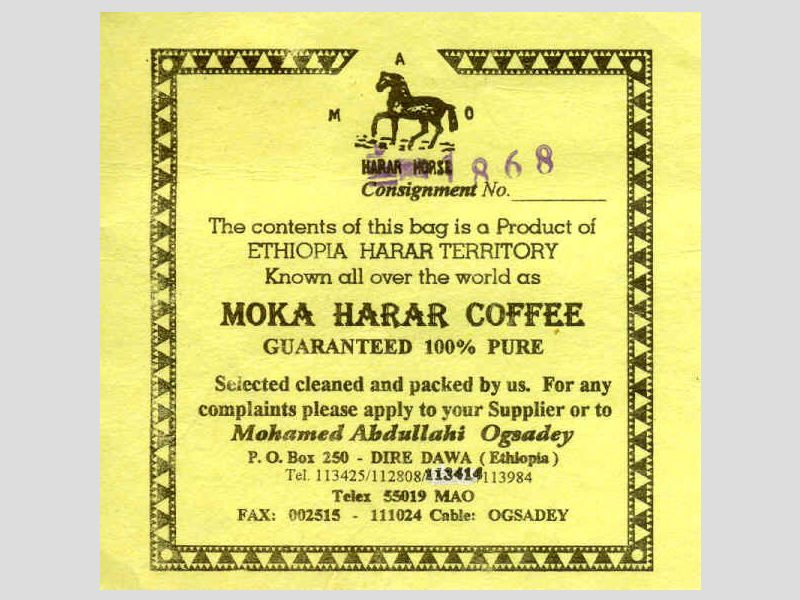 A
M O
HARAR HORSE
1868
Consignment No.
The contents of this bag is a Product of
ETHIOPIA HARAR TERRITORY
Known all over the world as
MOKA HARAR COFFEE
GUARANTEED 100% PURE
Selected cleaned and packed by us. For any
complaints please apply to your Supplier or to
Mohamed Abdullahi Ogsadey
P. O. Box 250 - DIRE DAWA ( Ethiopia )
Tel. 113425/112808/113414/113984
Telex 55019 MAO
FAX: 002515 - 111024 Cable: OGSADEY